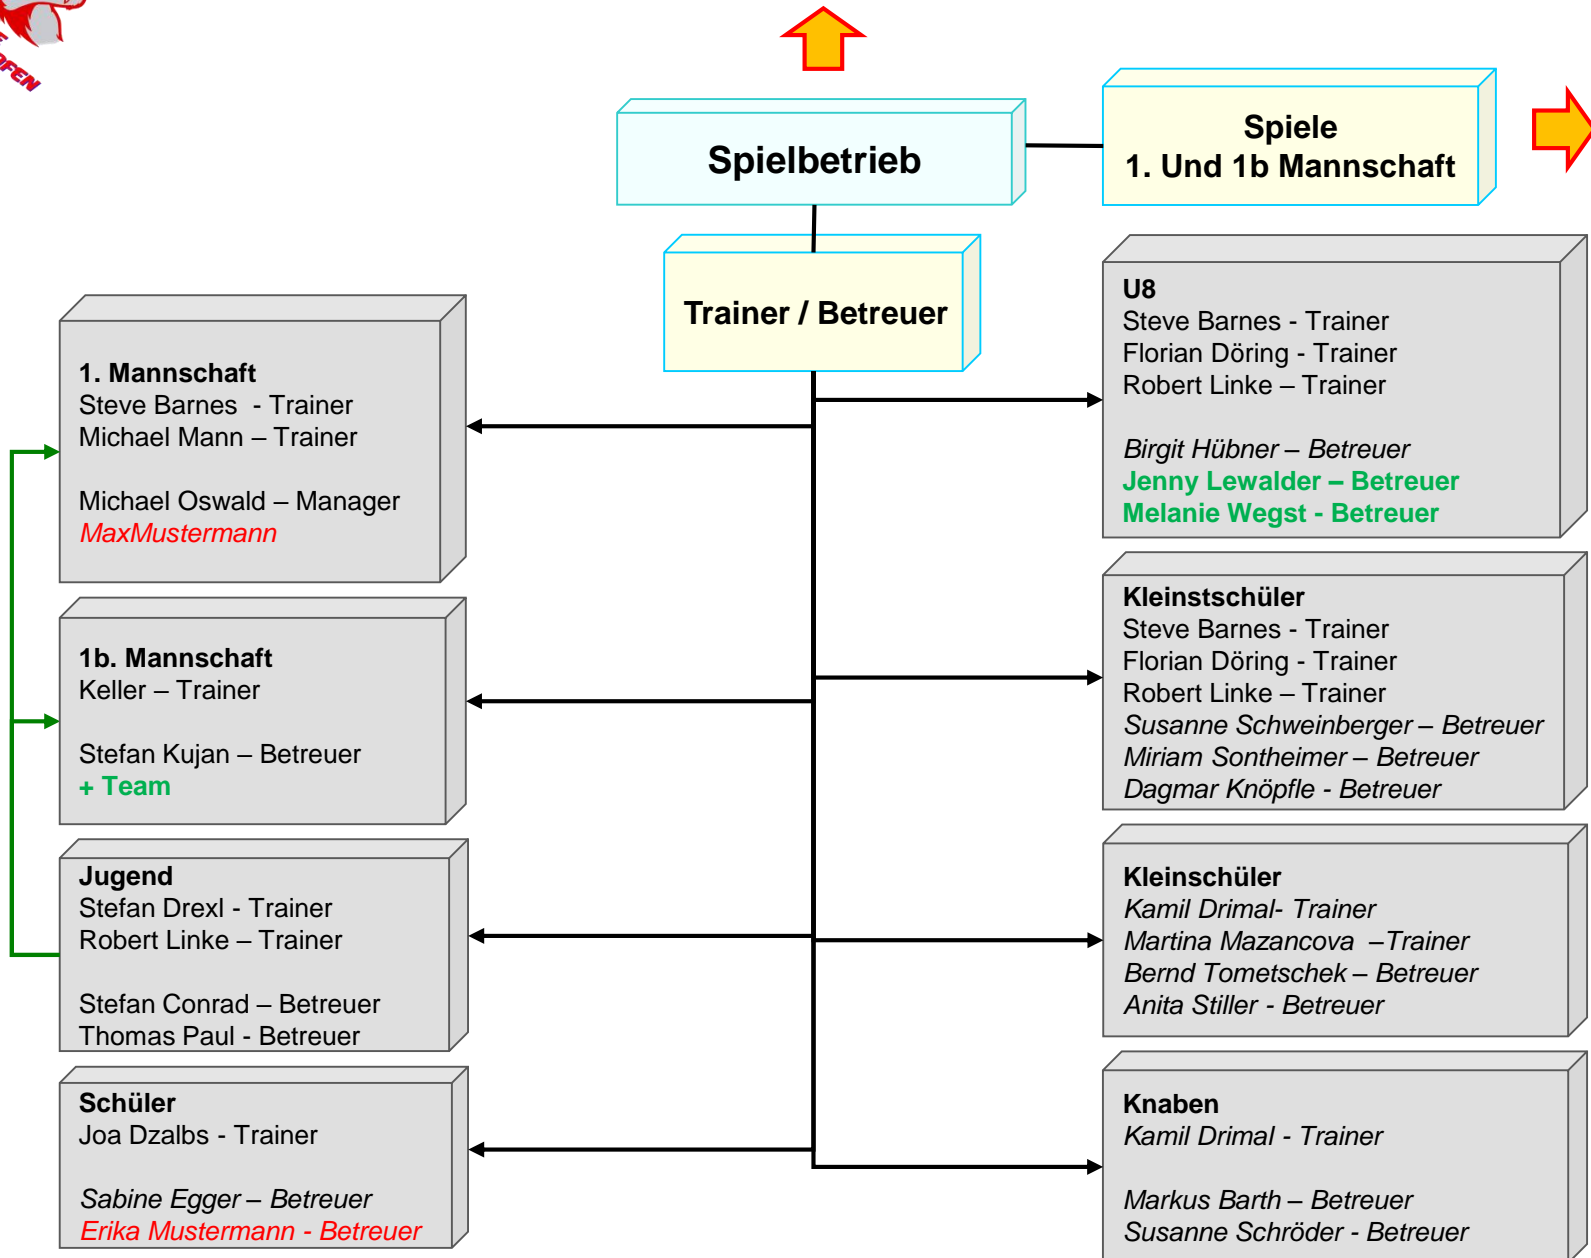 Spielbetrieb
Spiele
1. Und 1b Mannschaft
Trainer / Betreuer
1. Mannschaft
Steve Barnes - Trainer
Michael Mann – Trainer
Michael Oswald – Manager
MaxMustermann
1b. Mannschaft
Keller – Trainer
Stefan Kujan – Betreuer
+ Team
Jugend
Stefan Drexl - Trainer
Robert Linke – Trainer
Stefan Conrad – Betreuer
Thomas Paul - Betreuer
Schüler
Joa Dzalbs - Trainer
Sabine Egger – Betreuer
Erika Mustermann - Betreuer
U8
Steve Barnes - Trainer
Florian Döring - Trainer
Robert Linke – Trainer
Birgit Hübner – Betreuer
Jenny Lewalder – Betreuer
Melanie Wegst - Betreuer
Kleinstschüler
Steve Barnes - Trainer
Florian Döring - Trainer
Robert Linke – Trainer
Susanne Schweinberger – Betreuer
Miriam Sontheimer – Betreuer
Dagmar Knöpfle - Betreuer
Kleinschüler
Kamil Drimal- Trainer
Martina Mazancova –Trainer
Bernd Tometschek – Betreuer
Anita Stiller - Betreuer
Knaben
Kamil Drimal - Trainer
Markus Barth – Betreuer
Susanne Schröder - Betreuer